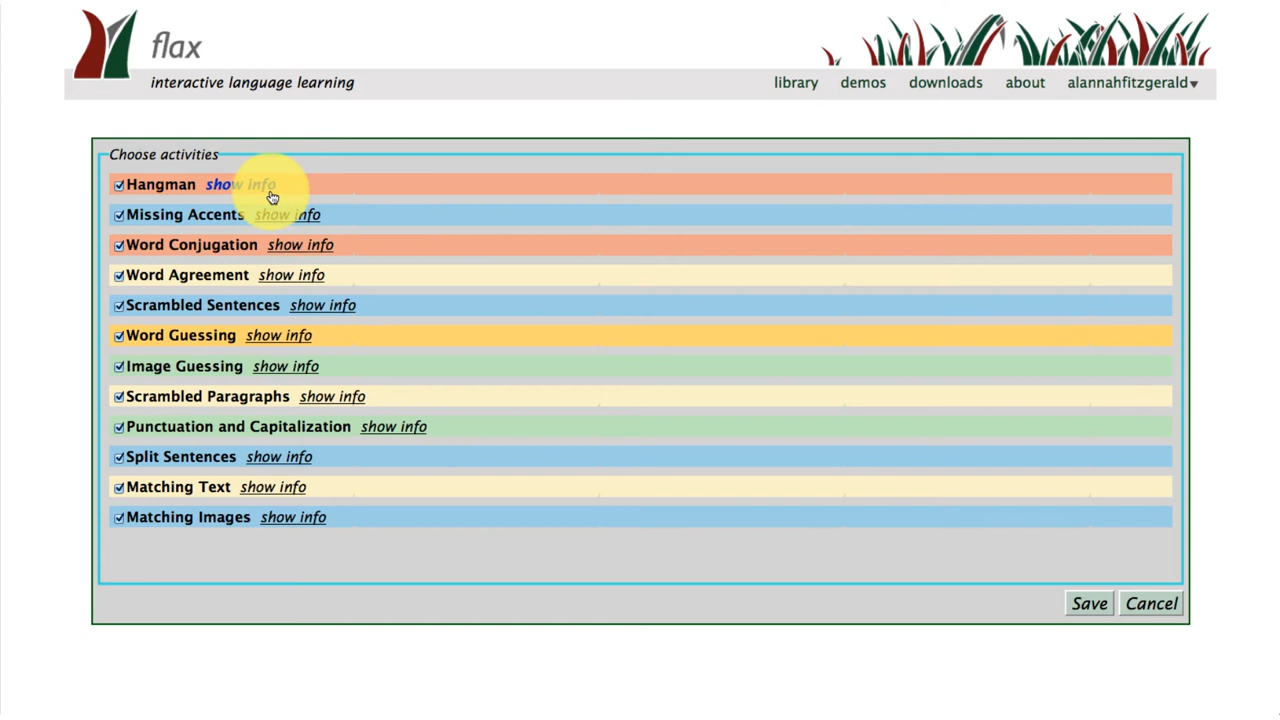 flax
interactive language learning
library demos downloads about alannahfitzgerald▼
Choose activities
Hangman show info
Missing Accents show info
Word Conjugation show info
Word Agreement show info
Scrambled Sentences show info
Word Guessing show info
Image Guessing show info
Scrambled Paragraphs show info
Punctuation and Capitalization show info
Split Sentences show info
Matching Text show info
Matching Images show info
Save Cancel